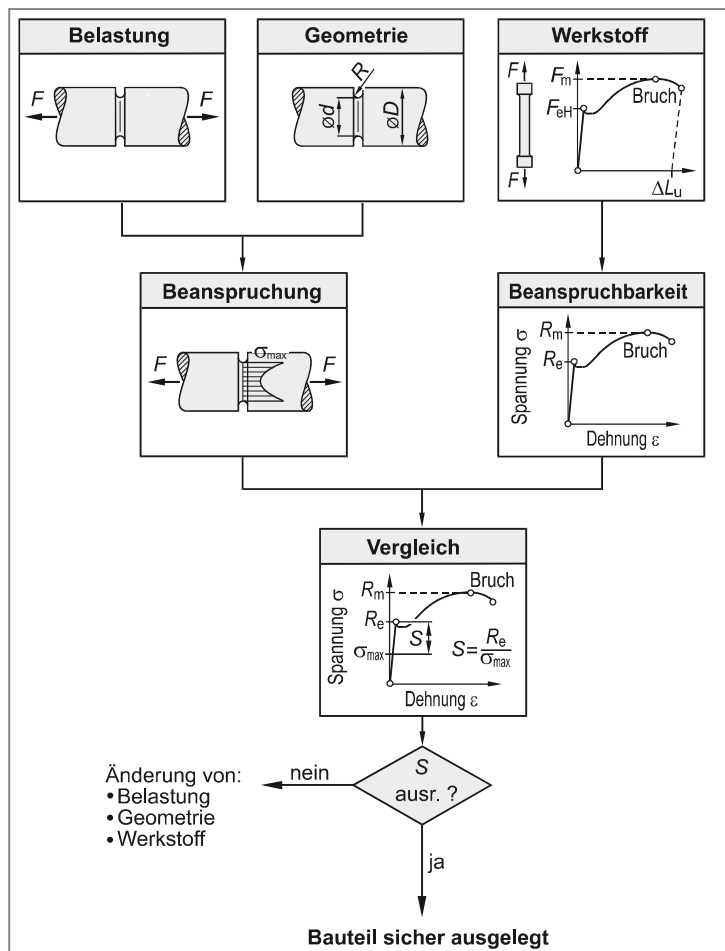 Belastung
F
F
Geometrie
R
ød
øD
Werkstoff
F
F
Fm
FeH
Bruch
ΔLu
Beanspruchung
σmax
F
F
Beanspruchbarkeit
Spannung σ
Rm
Re
Bruch
Dehnung ε
Vergleich
Spannung σ
Rm
Re
σmax
Bruch
S
S = Re/σmax
Dehnung ε
S
ausr. ?
nein
Änderung von:
• Belastung
• Geometrie
• Werkstoff
ja
Bauteil sicher ausgelegt